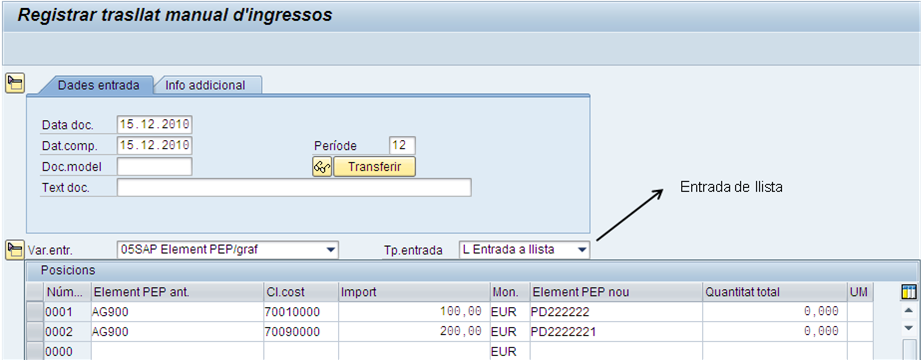 Registrar trasllat manual d'ingressos
Dades entrada Info addicional
Data doc. 15.12.2010
Dat.comp. 15.12.2010 Període 12
Doc.model Transferir
Text doc.
Entrada de llista
Var.entr. 05SAP Element PEP/graf Tp.entrada L Entrada a llista
Posicions
Núm... Element PEP ant. Cl.cost Import Mon. Element PEP nou Quantitat total UM
0001 AG900 70010000 100,00 EUR PD222222 0,000
0002 AG900 70090000 200,00 EUR PD2222221 0,000
0000 EUR